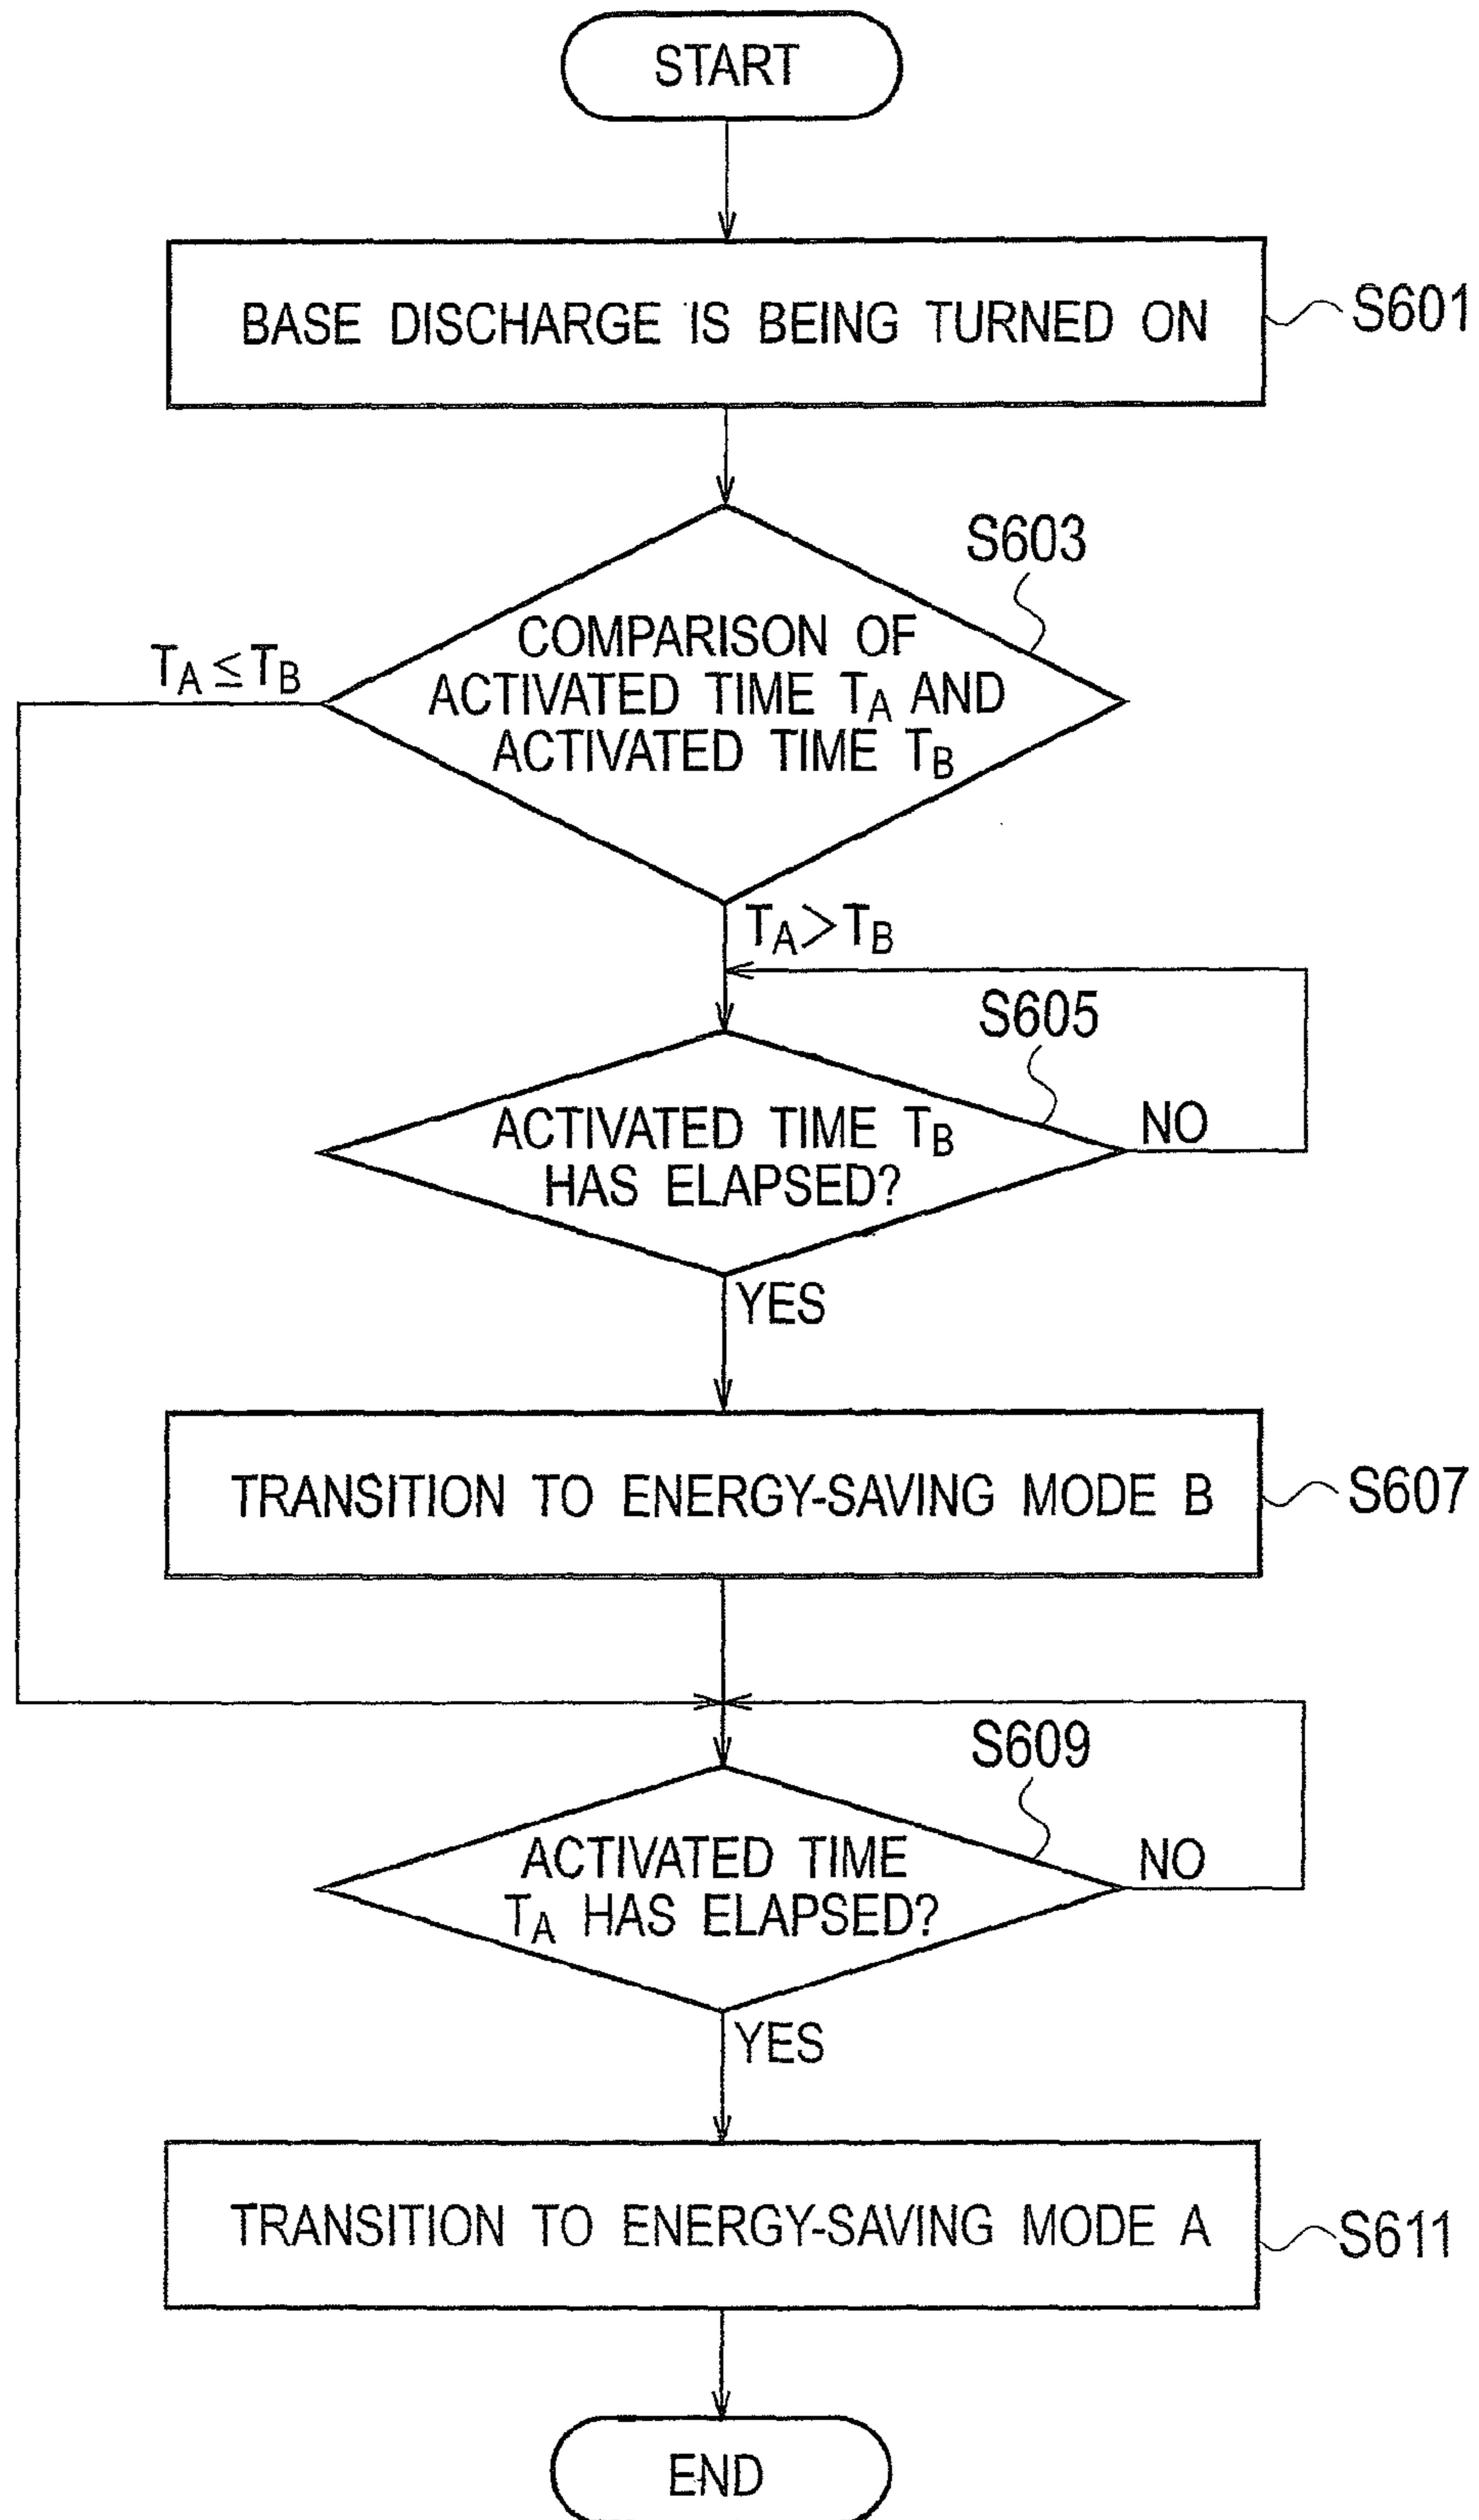 START
BASE DISCHARGE IS BEING TURNED ON
S601
S603
COMPARISON OF
ACTIVATED TIME TA AND
ACTIVATED TIME TB
TA≤TB
TA>TB
S605
ACTIVATED TIME TB
HAS ELAPSED?
NO
YES
TRANSITION TO ENERGY-SAVING MODE B
S607
S609
ACTIVATED TIME
TA HAS ELAPSED?
NO
YES
TRANSITION TO ENERGY-SAVING MODE A
S611
END